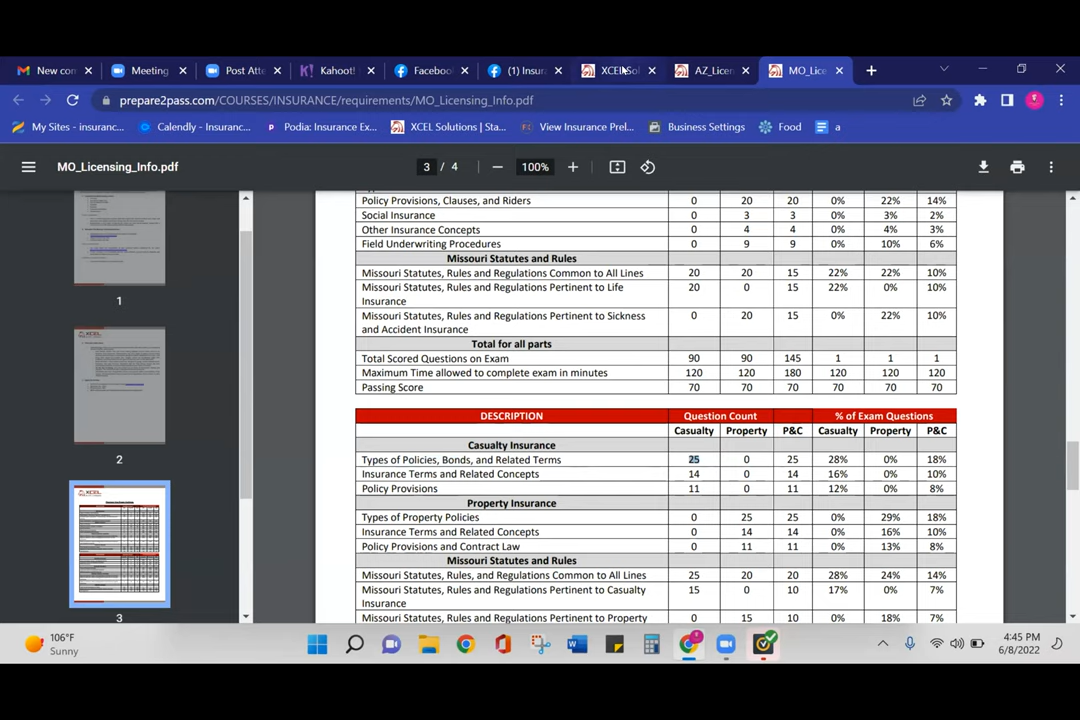 New con
Meeting
Post Atte
Kahoot!
Faceboo
(1) Insur
XCEL Sol
AZ_Licen
MO_Lice
prepare2pass.com/COURSES/INSURANCE/requirements/MO_Licensing_Info.pdf
My Sites - insuranc...
Calendly - Insuranc...
Podia: Insurance Ex...
XCEL Solutions | Sta...
View Insurance Prel...
Business Settings
Food
a
MO_Licensing_Info.pdf
3 / 4
100%
Policy Provisions, Clauses, and Riders 0 20 20 0% 22% 14%
Social Insurance 0 3 3 0% 3% 2%
Other Insurance Concepts 0 4 4 0% 4% 3%
Field Underwriting Procedures 0 9 9 0% 10% 6%
Missouri Statutes and Rules
Missouri Statutes, Rules and Regulations Common to All Lines 20 20 15 22% 22% 10%
Missouri Statutes, Rules and Regulations Pertinent to Life 20 0 15 22% 0% 10%
Insurance
Missouri Statutes, Rules and Regulations Pertinent to Sickness 0 20 15 0% 22% 10%
and Accident Insurance
Total for all parts
Total Scored Questions on Exam 90 90 145 1 1 1
Maximum Time allowed to complete exam in minutes 120 120 180 120 120 120
Passing Score 70 70 70 70 70 70
DESCRIPTION Question Count % of Exam Questions
Casualty Property P&C Casualty Property P&C
Casualty Insurance
Types of Policies, Bonds, and Related Terms 25 0 25 28% 0% 18%
Insurance Terms and Related Concepts 14 0 14 16% 0% 10%
Policy Provisions 11 0 11 12% 0% 8%
Property Insurance
Types of Property Policies 0 25 25 0% 29% 18%
Insurance Terms and Related Concepts 0 14 14 0% 16% 10%
Policy Provisions and Contract Law 0 11 11 0% 13% 8%
Missouri Statutes and Rules
Missouri Statutes, Rules, and Regulations Common to All Lines 25 20 20 28% 24% 14%
Missouri Statutes, Rules and Regulations Pertinent to Casualty 15 0 10 17% 0% 7%
Insurance
Missouri Statutes, Rules and Regulations Pertinent to Property 0 15 10 0% 18% 7%
1
2
XCEL
3
106°F
Sunny
4:45 PM
6/8/2022